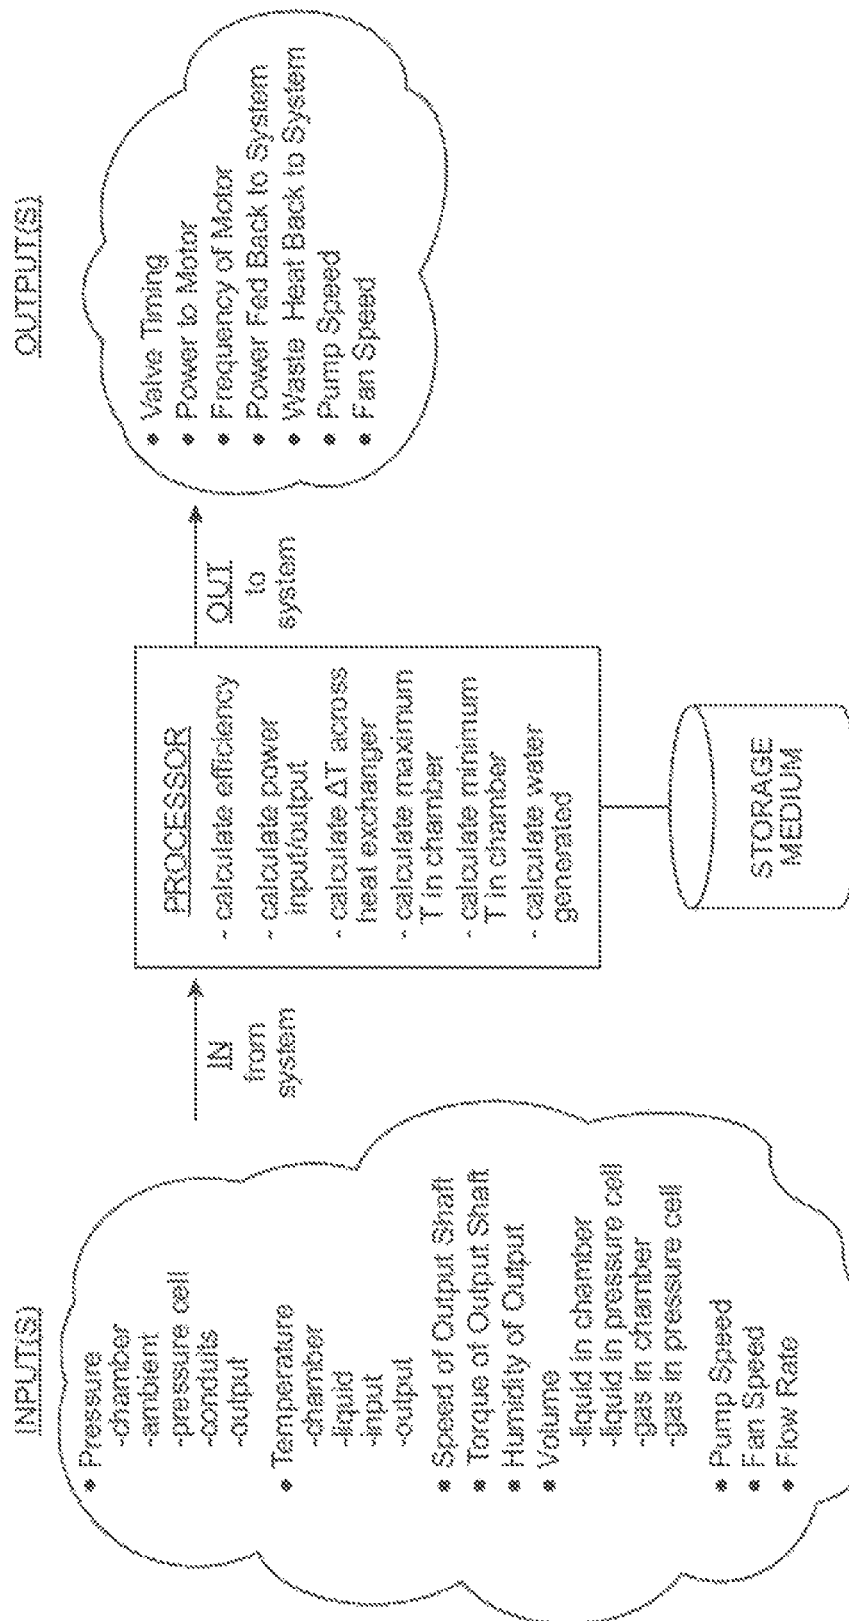 INPUT(S)
• Pressure
-chamber
-ambient
-pressure cell
-conduits
-output
• Temperature
-chamber
-liquid
-input
-output
• Speed of Output Shaft
• Torque of Output Shaft
• Humidity of Output
• Volume
-liquid in chamber
-liquid in pressure cell
-gas in chamber
-gas in pressure cell
• Pump Speed
• Fan Speed
• Flow Rate
IN
from
system
PROCESSOR
- calculate efficiency
- calculate power
input/output
- calculate ΔT across
heat exchanger
- calculate maximum
T in chamber
- calculate minimum
T in chamber
- calculate water
generated
STORAGE
MEDIUM
OUT
to
system
OUTPUT(S)
• Valve Timing
• Power to Motor
• Frequency of Motor
• Power Fed Back to System
• Waste Heat Back to System
• Pump Speed
• Fan Speed